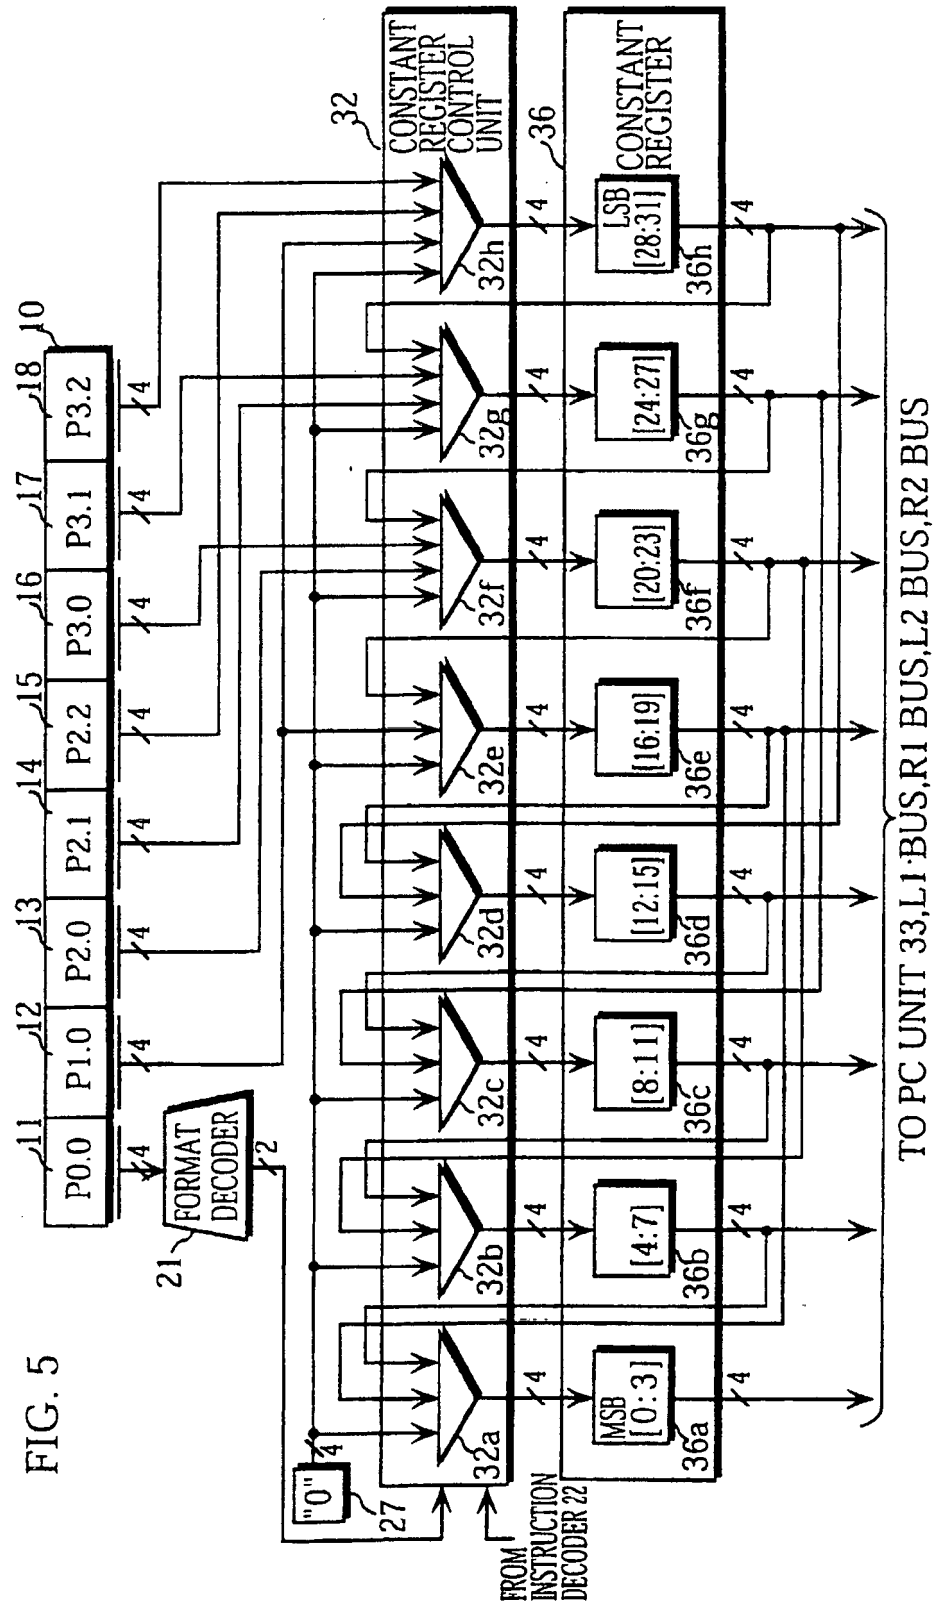 FIG. 5
10
11 12 13 14 15 16 17 18
P0.0 P1.0 P2.0 P2.1 P2.2 P3.0 P3.1 P3.2
4 4 4 4 4 4 4 4
21
FORMAT
DECODER
2
"0"
4
27
32
CONSTANT
REGISTER
CONTROL
UNIT
32a 32b 32c 32d 32e 32f 32g 32h
FROM
INSTRUCTION
DECODER 22
4 4 4 4 4 4 4 4
36
CONSTANT
REGISTER
MSB
[0:3]
[4:7]
[8:11]
[12:15]
[16:19]
[20:23]
[24:27]
LSB
[28:31]
36a 36b 36c 36d 36e 36f 36g 36h
4 4 4 4 4 4 4 4
TO PC UNIT 33,L1·BUS,R1 BUS,L2 BUS,R2 BUS